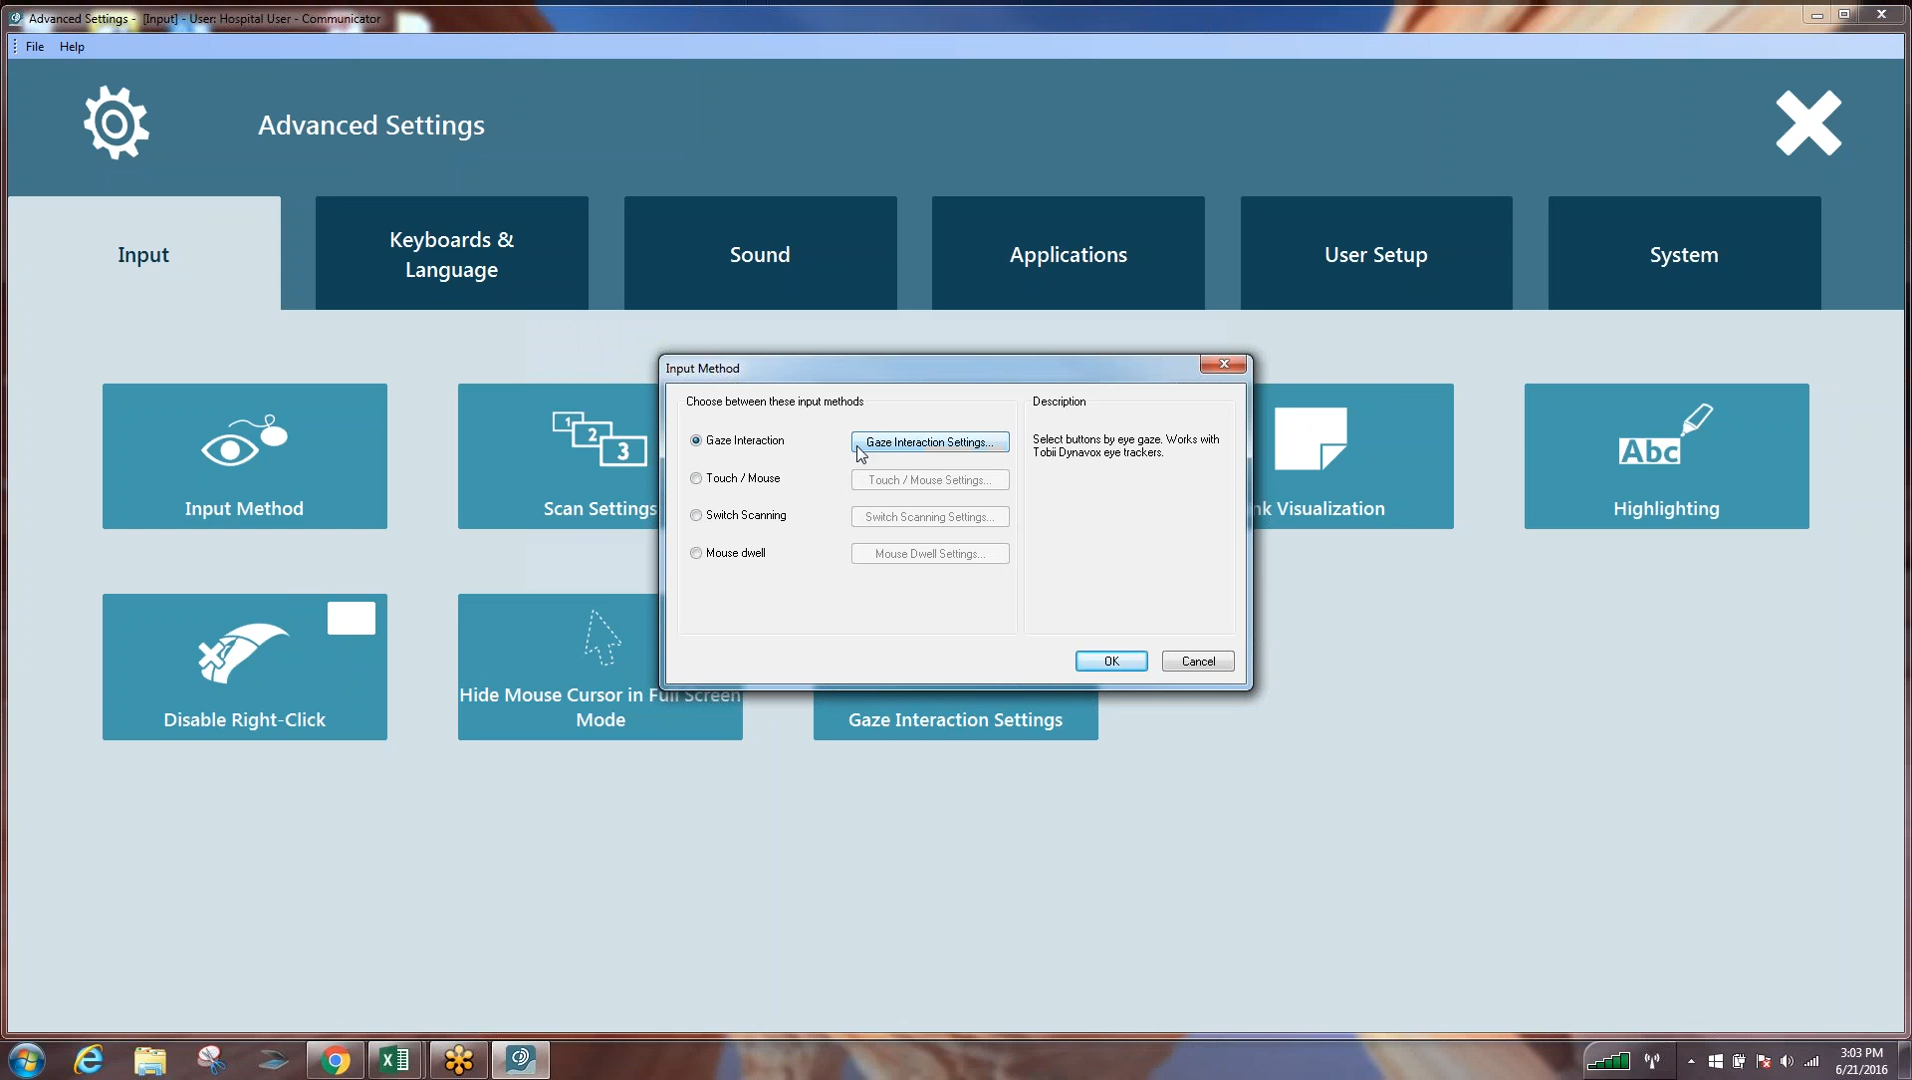 Advanced Settings - [Input] - User: Hospital User - Communicator
File Help
Advanced Settings
Input
Keyboards &
Language
Sound
Applications
User Setup
System
Input Method
Scan Settings
nk Visualization
Abc
Highlighting
1
2
3
Disable Right-Click
Hide Mouse Cursor in Full Screen
Mode
Gaze Interaction Settings
Input Method
Choose between these input methods
Gaze Interaction
Gaze Interaction Settings...
Touch / Mouse
Touch / Mouse Settings...
Switch Scanning
Switch Scanning Settings...
Mouse dwell
Mouse Dwell Settings...
Description
Select buttons by eye gaze. Works with
Tobii Dynavox eye trackers.
OK
Cancel
3:03 PM
6/21/2016